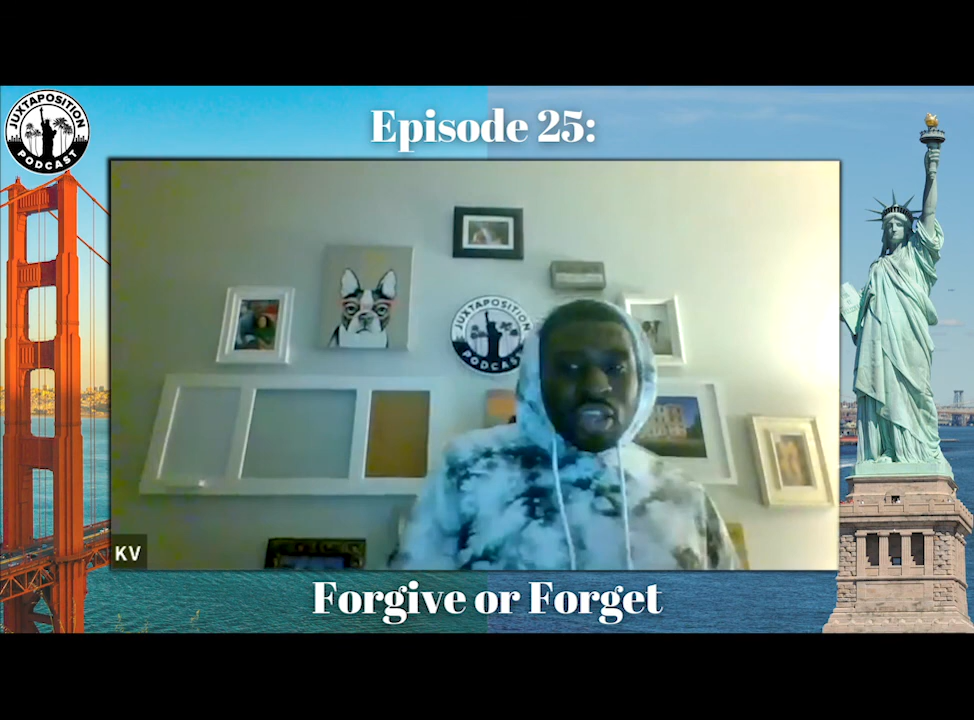 JUXTAPOSITION
PODCAST
Episode 25:
JUXTAPOSITION
PODCAST
KV
Forgive or Forget